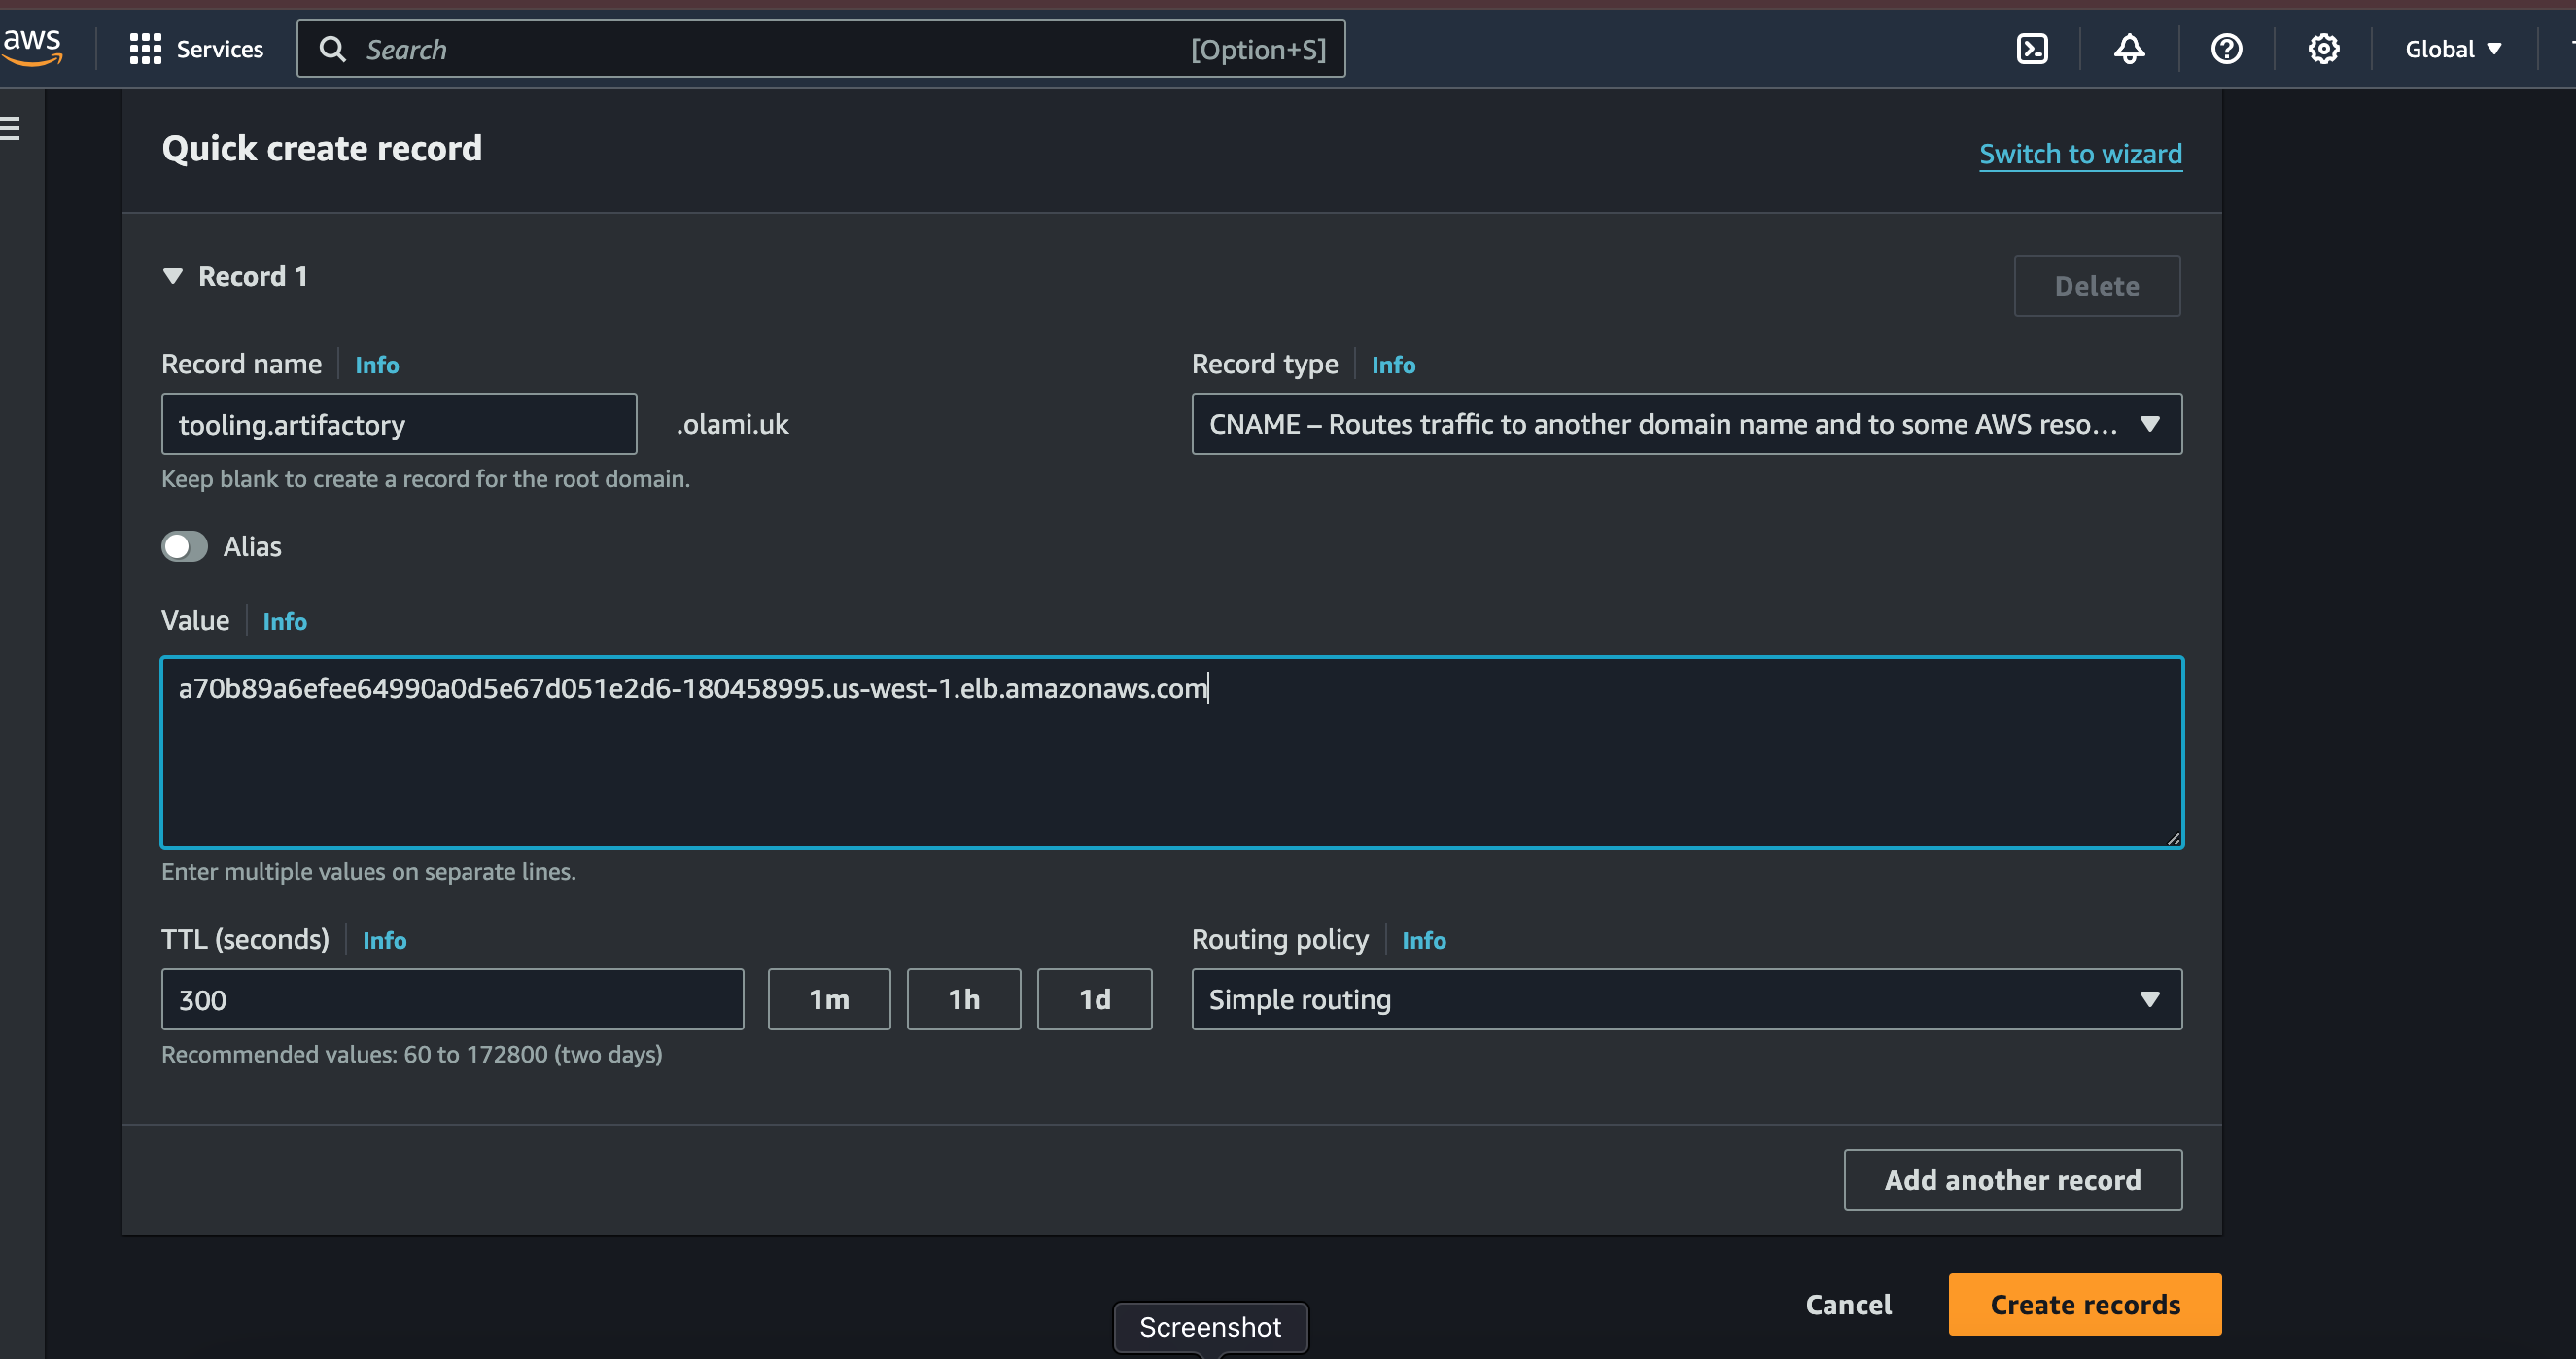 aws Services Search [Option+S] Global
Quick create record
Switch to wizard
Record 1
Delete
Record name Info
Record type Info
tooling.artifactory .olami.uk
CNAME – Routes traffic to another domain name and to some AWS reso...
Keep blank to create a record for the root domain.
Alias
Value Info
a70b89a6efee64990a0d5e67d051e2d6-180458995.us-west-1.elb.amazonaws.com
Enter multiple values on separate lines.
TTL (seconds) Info
Routing policy Info
300 1m 1h 1d
Simple routing
Recommended values: 60 to 172800 (two days)
Add another record
Cancel Create records
Screenshot